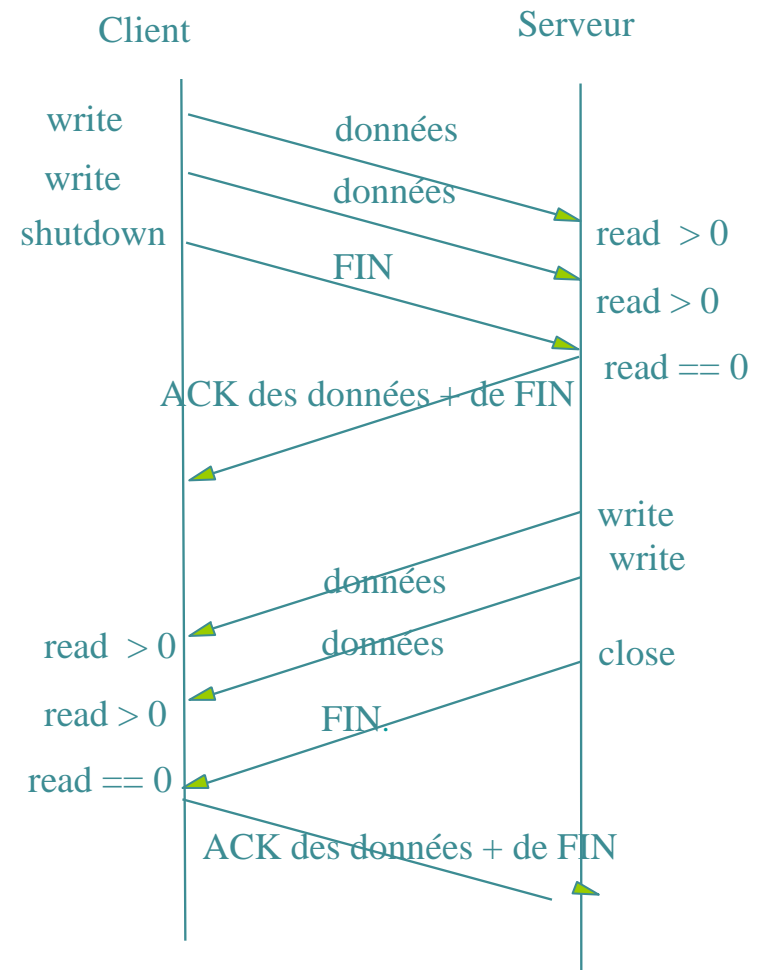 Client
Serveur
write
données
write
données
shutdown
read > 0
FIN
read > 0
read == 0
ACK des données + de FIN
write
write
données
read > 0
données
close
read > 0
FIN.
read == 0
ACK des données + de FIN